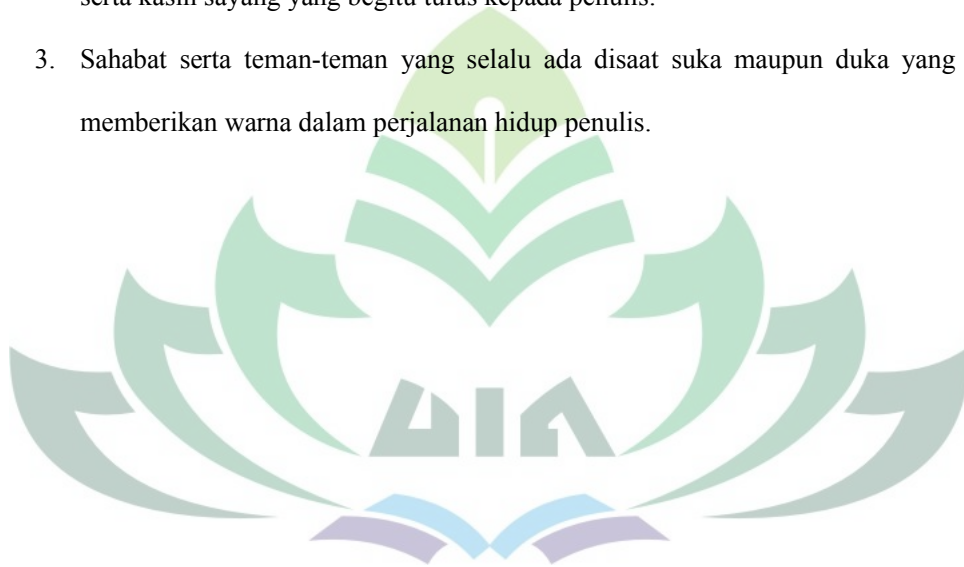 serta kasih sayang yang begitu tulus kepada penulis.
3. Sahabat serta teman-teman yang selalu ada disaat suka maupun duka yang
memberikan warna dalam perjalanan hidup penulis.